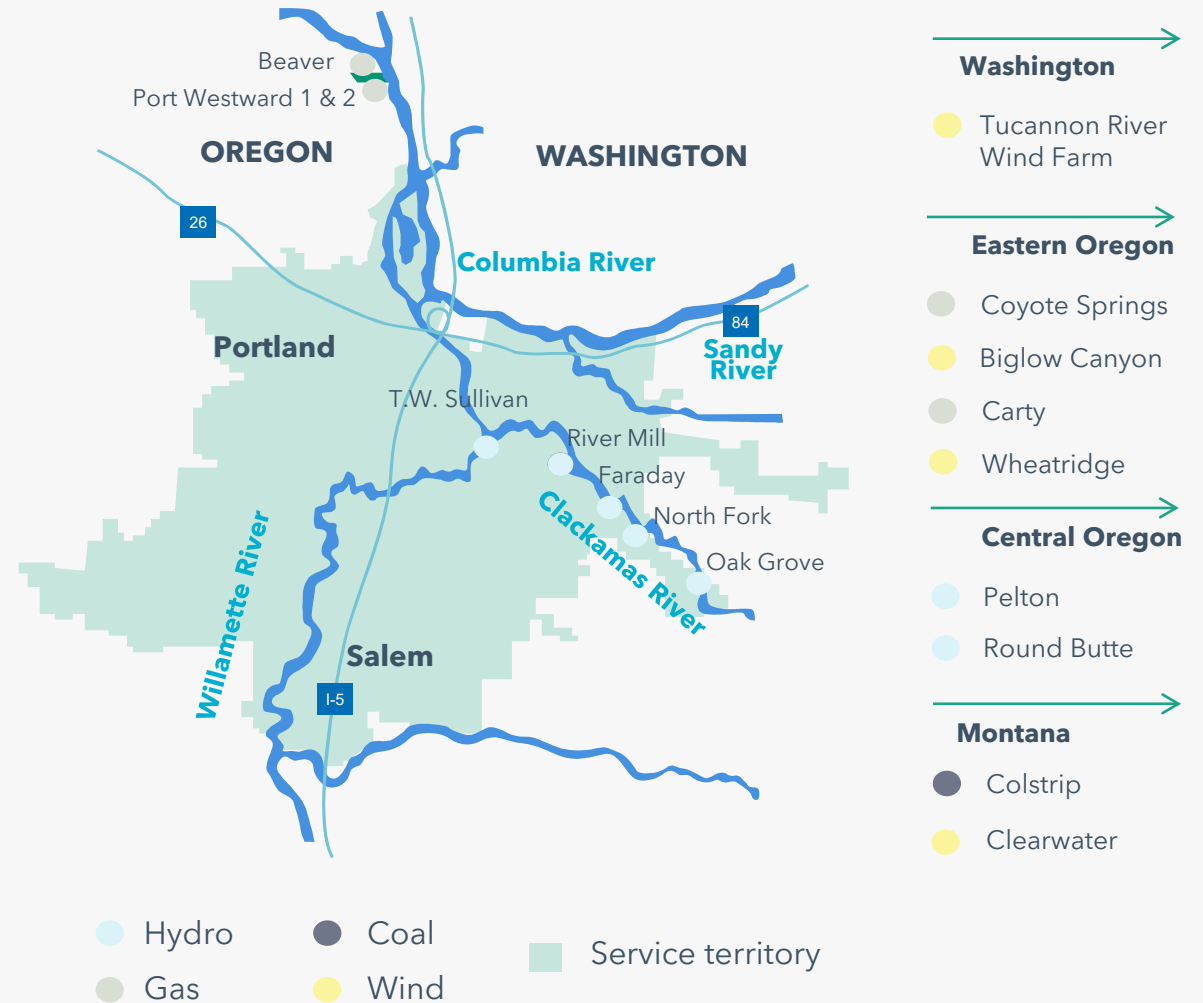 Beaver
Port Westward 1 & 2
OREGON
WASHINGTON
26
Columbia River
84
Portland
Sandy
River
T.W. Sullivan
River Mill
Faraday
North Fork
Oak Grove
Clackamas River
Willamette River
Salem
I-5
Washington
Tucannon River
Wind Farm
Eastern Oregon
Coyote Springs
Biglow Canyon
Carty
Wheatridge
Central Oregon
Pelton
Round Butte
Montana
Colstrip
Clearwater
Hydro
Coal
Service territory
Gas
Wind